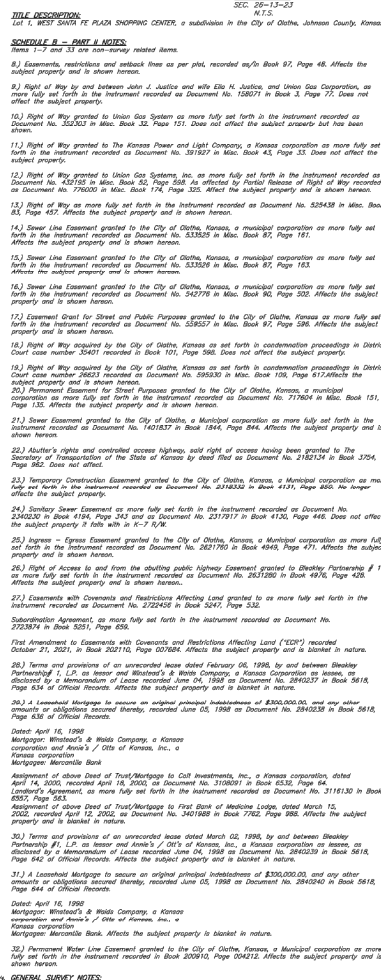 SEC. 26-13-23
N.T.S.
TITLE DESCRIPTION:
Lot 1, WEST SANTE FE PLAZA SHOPPING CENTER, a subdivision in the City of Olathe, Johnson County, Kansas
SCHEDULE B - PART II NOTES:
Items 1-7 and 33 are non-survey related items.
8.) Easements, restrictions and setback lines as per plat, recorded as/in Book 97, Page 48. Affects the
subject property and is shown hereon.
9.) Right of Way by and between John J. Justice and wife Ella H. Justice, and Union Gas Corporation, as
more fully set forth in the instrument recorded as Document No. 158071 in Book 3, Page 77. Does not
affect subject property.
10.) Right of Way granted to Union Gas System as more fully set forth in the instrument recorded as
Document No. 352303 in Misc. Book 32. Page 151. Does not affect the subject property but has been
shown.
11.) Right of Way granted to The Kansas Power and Light Company, a Kansas corporation as more fully set
forth in the instrument recorded as Document No. 391927 in Misc. Book 43, Page 33. Does not affect the
subject property.
12.) Right of Way granted to Union Gas Systems, Inc. as more fully set forth in the instrument recorded as
Document No. 432195 in Misc. Book 52, Page 559. As affected by Partial Release of Right of Way recorded
as Document No. 776000 in Misc. Book 174, Page 325. Affect the subject property and is shown hereon.
13.) Right of Way as more fully set forth in the instrument recorded as Document No. 525438 in Misc. Book
83, Page 457. Affects the subject property and is shown hereon.
14.) Sewer Line Easement granted to the City of Olathe, Kansas, a municipal corporation as more fully set
forth in the instrument recorded as Document No. 533525 in Misc. Book 87, Page 161.
Affects the subject property and is shown hereon.
15.) Sewer Line Easement granted to the City of Olathe, Kansas, a municipal corporation as more fully set
forth in the instrument recorded as Document No. 533526 in Misc. Book 87, Page 163.
Affects the subject property and is shown hereon.
16.) Sewer Line Easement granted to the City of Olathe, Kansas, a municipal corporation as more fully set
forth in the instrument recorded as Document No. 542776 in Misc. Book 90, Page 502. Affects the subject
property and is shown hereon.
17.) Easement Grant for Street and Public Purposes granted to the City of Olathe, Kansas as more fully set
forth in the instrument recorded as Document No. 559557 in Misc. Book 97, Page 596. Affects the subject
property and is shown hereon.
18.) Right of Way acquired by the City of Olathe as set forth in condemnation proceedings in Distric
Court case number 35401 recorded in Book 101, Page 598. Does not affect the subject property.
19.) Right of Way acquired by the City of Olathe as set forth in condemnation proceedings in Distric
Court case number 26623 recorded as Document No. 595930 in Misc. Book 109, Page 617.Affects the
subject property and is shown hereon.
20.) Permanent Easement for Street Purposes granted to the City of Olathe, Kansas, a municipal
corporation as more fully set forth in the instrument recorded as Document No. 717604 in Misc. Book 151,
Page 135. Affects the subject property and is shown hereon.
21.) Sewer Easement granted to the City of Olathe, a Municipal corporation as more fully set forth in the
instrument recorded as Document No. 1401837 in Book 1844, Page 844. Affects the subject property and is
shown hereon.
22.) Abutter's rights and controlled access highway, said right of access having been granted to The
Secretary of Transportation of the State of Kansas by deed filed as Document No. 2182134 in Book 3754,
Page 962. Does not affect.
23.) Temporary Construction Easement granted to the City of Olathe, Kansas, a Municipal corporation as mo
fully set forth in the instrument recorded as Document No. 2318332 in Book 4131, Page 850. No longer
affects the subject property.
24.) Sanitary Sewer Easement as more fully set forth in the instrument recorded as Document No.
2340230 in Book 4194, Page 343 and as Document No. 2317917 in Book 4130, Page 446. Does not affec
the subject property it falls with in K-7 R/W.
25.) Ingress - Egress Easement granted to the City of Olathe, Kansas, a Municipal corporation as more full
set forth in the instrument recorded as Document No. 2621780 in Book 4949, Page 471. Affects the subjec
property and is shown hereon.
26.) Right of Access to and from the abutting public highway Easement granted to Bleakley Partnership # 1
as more fully set forth in the instrument recorded as Document No. 2631280 in Book 4978, Page 428.
Affects the subject property and is shown hereon.
27.) Easements with Covenants and Restrictions Affecting Land granted to as more fully set forth in the
instrument recorded as Document No. 2722456 in Book 5247, Page 532.
Subordination Agreement, as more fully set forth in the instrument recorded as Document No.
2723874 in Book 5251, Page 659.
First Amendment to Easements with Covenants and Restrictions Affecting Land ("ECR") recorded
October 21, 2021, in Book 202110, Page 007684. Affects the subject property and is blanket in nature.
28.) Terms and provisions of an unrecorded lease dated February 06, 1998, by and between Bleakley
Partnership# 1, L.P. as lessor and Winstead's & Waids Company, a Kansas Corporation as lessee, as
disclosed by a Memorandum of Lease recorded June 04, 1998 as Document No. 2840237 in Book 5618,
Page 634 of Official Records. Affects the subject property and is blanket in nature.
29.) A Leasehold Mortgage to secure an original principal indebtedness of $300,000.00, and any other
amounts or obligations secured thereby, recorded June 05, 1998 as Document No. 2840238 in Book 5618,
Page 636 of Official Records
Dated: April 16, 1998
Mortgagor: Winstead's & Waids Company, a Kansas
corporation and Annie's / Ott's of Kansas, Inc., a
Kansas corporation
Mortgagee: Mercantile Bank
Assignment of above Deed of Trust/Mortgage to Colt Investments, Inc., a Kansas corporation, dated
April 14, 2000, recorded April 18, 2000, as Document No. 3108091 in Book 6532, Page 64.
Landlord's Agreement, as more fully set forth in the instrument recorded as Document No. 3116130 in Book
6557, Page 563.
Assignment of above Deed of Trust/Mortgage to First Bank of Medicine Lodge, dated March 15,
2002, recorded April 12, 2002, as Document No. 3401988 in Book 7762, Page 988. Affects the subject
property and is blanket in nature.
30.) Terms and provisions of an unrecorded lease dated March 02, 1998, by and between Bleakley
Partnership #1, L.P. as lessor and Annie's / Ott's of Kansas, Inc., a Kansas corporation as lessee, as
disclosed by a Memorandum of Lease recorded June 04, 1998 as Document No. 2840239 in Book 5618,
Page 642 of Official Records. Affects the subject property and is blanket in nature.
31.) A Leasehold Mortgage to secure an original principal indebtedness of $300,000.00, and any other
amounts or obligations secured thereby, recorded June 05, 1998 as Document No. 2840240 in Book 5618,
Page 644 of Official Records.
Dated: April 16, 1998
Mortgagor: Winstead's & Waids Company, a Kansas
corporation and Annie's / Ott's of Kansas, Inc., a
Kansas corporation
Mortgagee: Mercantile Bank. Affects the subject property is blanket in nature.
32.) Permanent Water Line Easement granted to the City of Olathe, Kansas, a Municipal corporation as more
fully set forth in the instrument recorded in Book 200910, Page 004212. Affects the subject property and is
shown hereon.
GENERAL SURVEY NOTES: